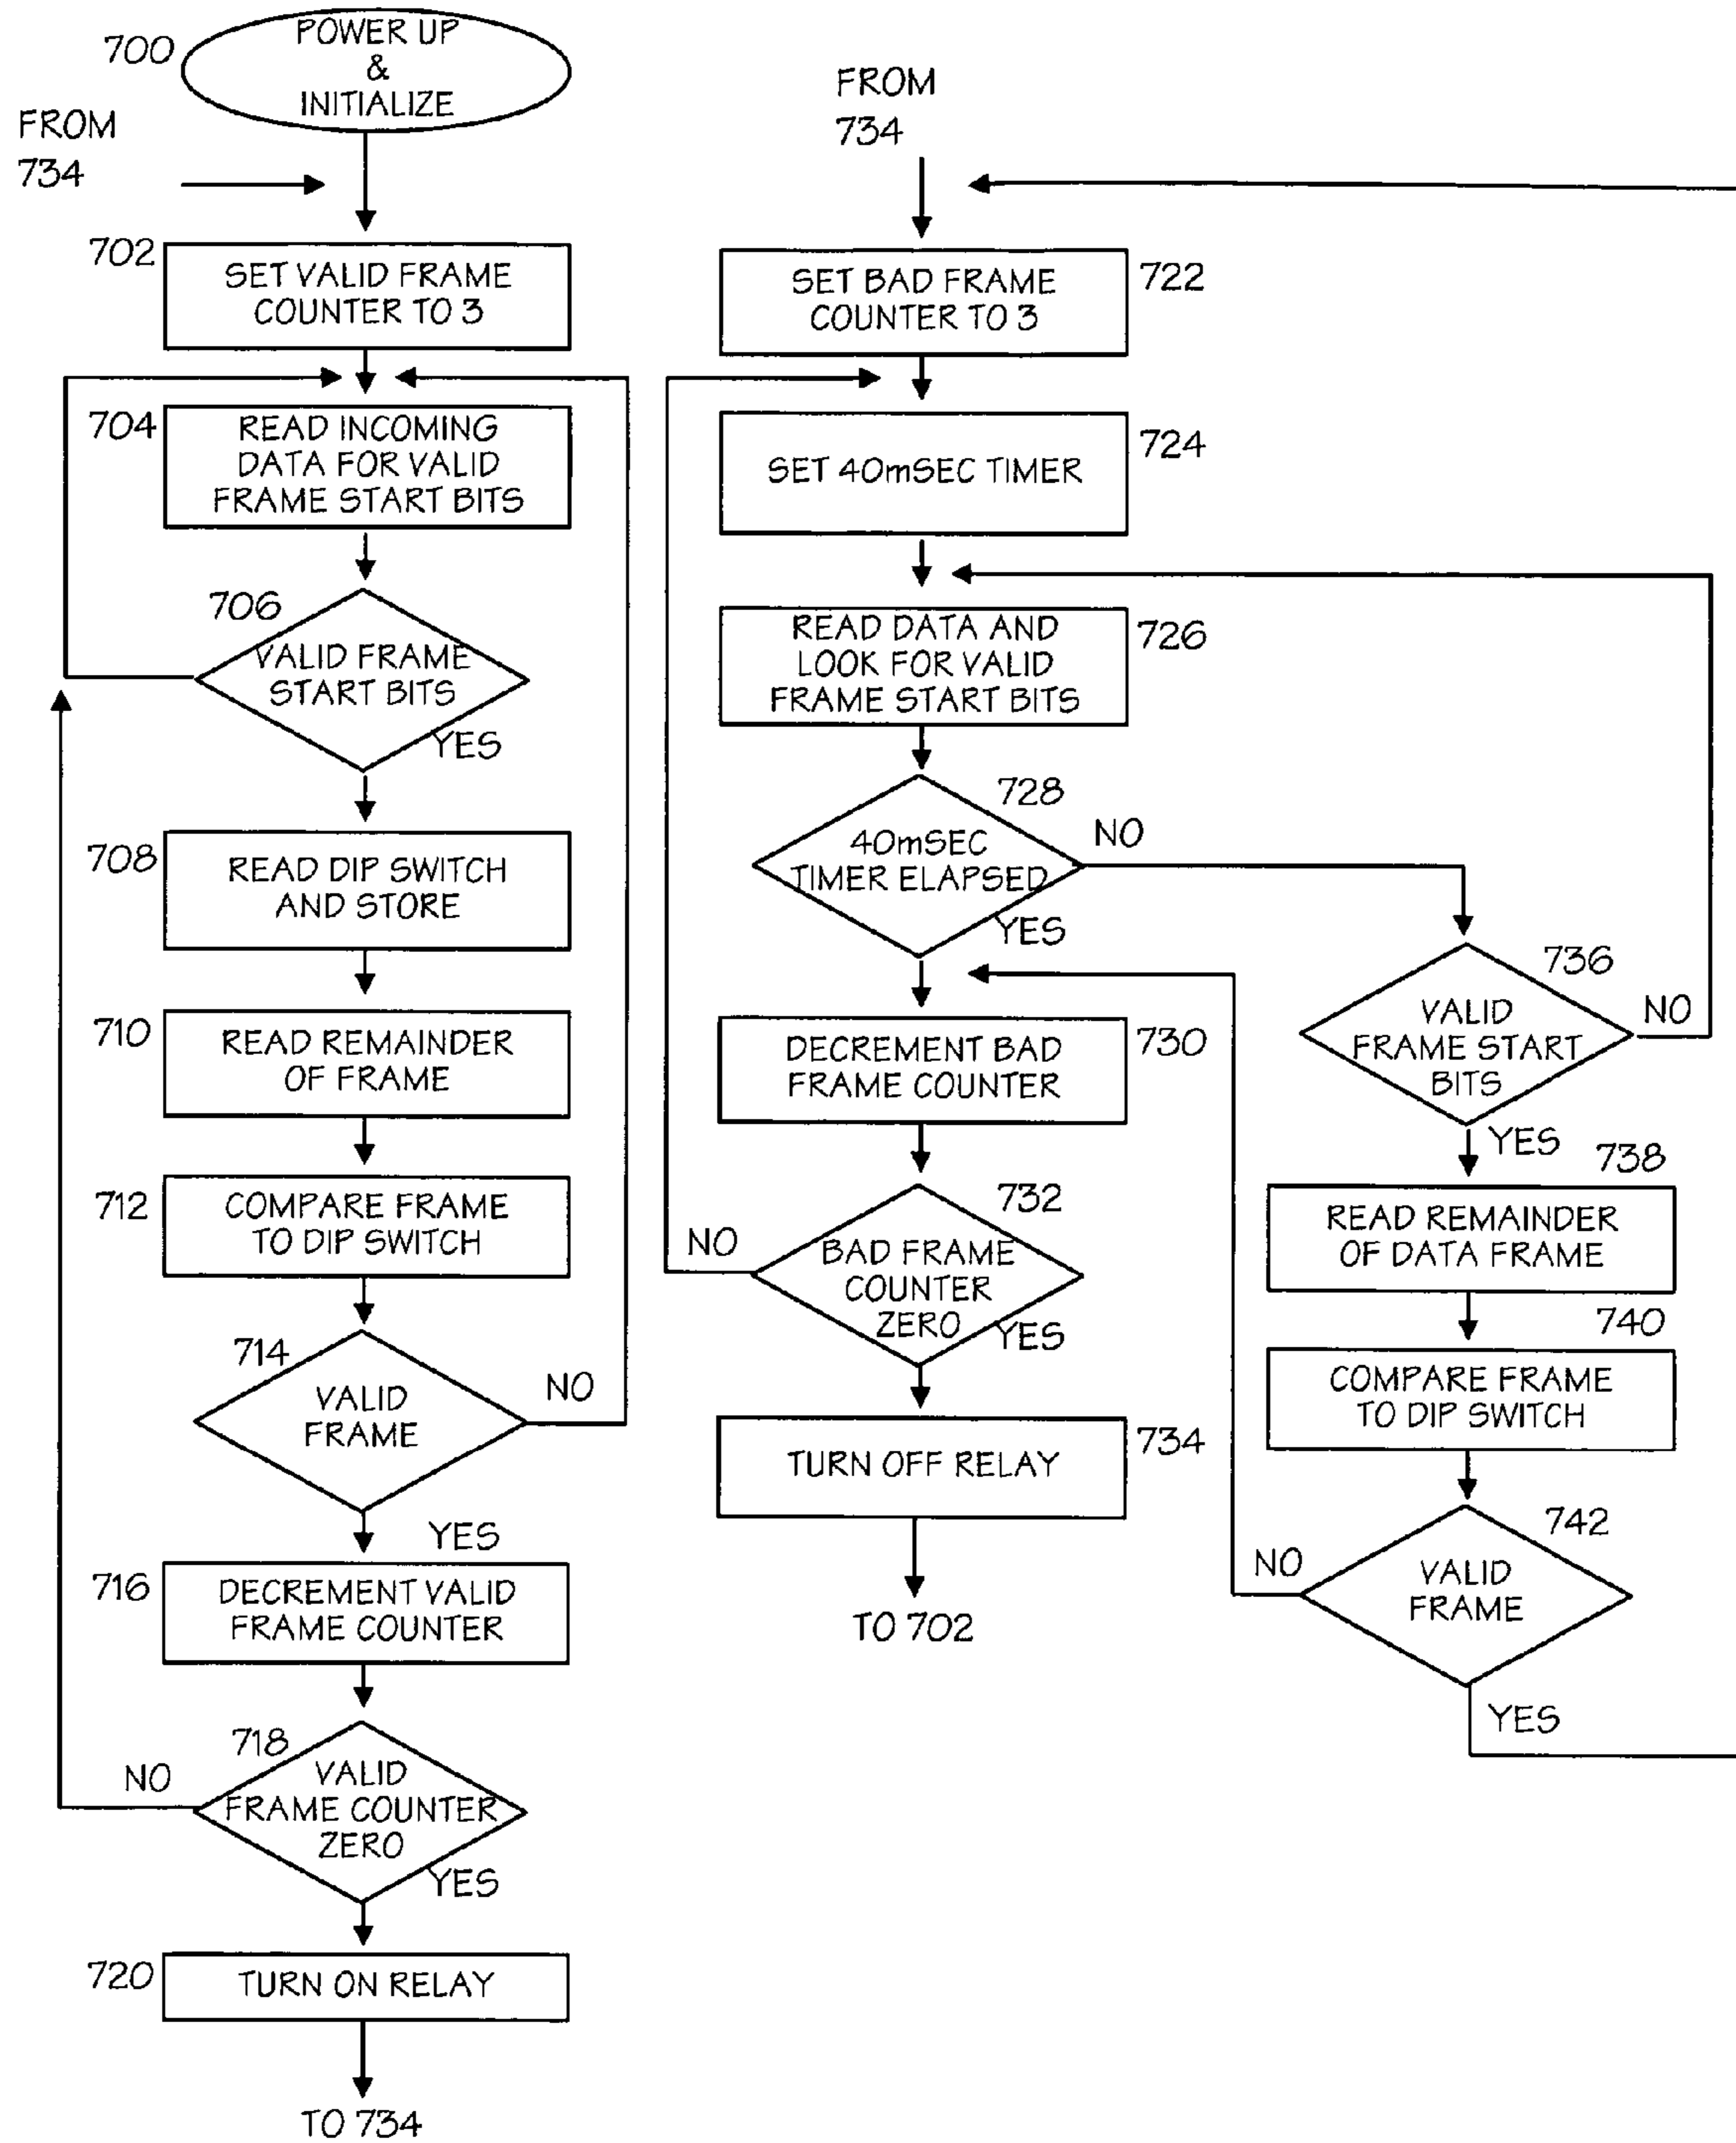 700
POWER UP
&
INITIALIZE
FROM
734
702
SET VALID FRAME
COUNTER TO 3
704
READ INCOMING
DATA FOR VALID
FRAME START BITS
706
VALID FRAME
START BITS
YES
708
READ DIP SWITCH
AND STORE
710
READ REMAINDER
OF FRAME
712
COMPARE FRAME
TO DIP SWITCH
714
VALID
FRAME
NO
YES
716
DECREMENT VALID
FRAME COUNTER
718
NO
VALID
FRAME COUNTER
ZERO
YES
720
TURN ON RELAY
TO 734
FROM
734
SET BAD FRAME
COUNTER TO 3
722
SET 40mSEC TIMER
724
READ DATA AND
LOOK FOR VALID
FRAME START BITS
726
728
40mSEC
TIMER ELAPSED
NO
YES
DECREMENT BAD
FRAME COUNTER
730
732
NO
BAD FRAME
COUNTER
ZERO
YES
TURN OFF RELAY
734
TO 702
736
VALID
FRAME START
BITS
NO
YES
738
READ REMAINDER
OF DATA FRAME
740
COMPARE FRAME
TO DIP SWITCH
742
NO
VALID
FRAME
YES